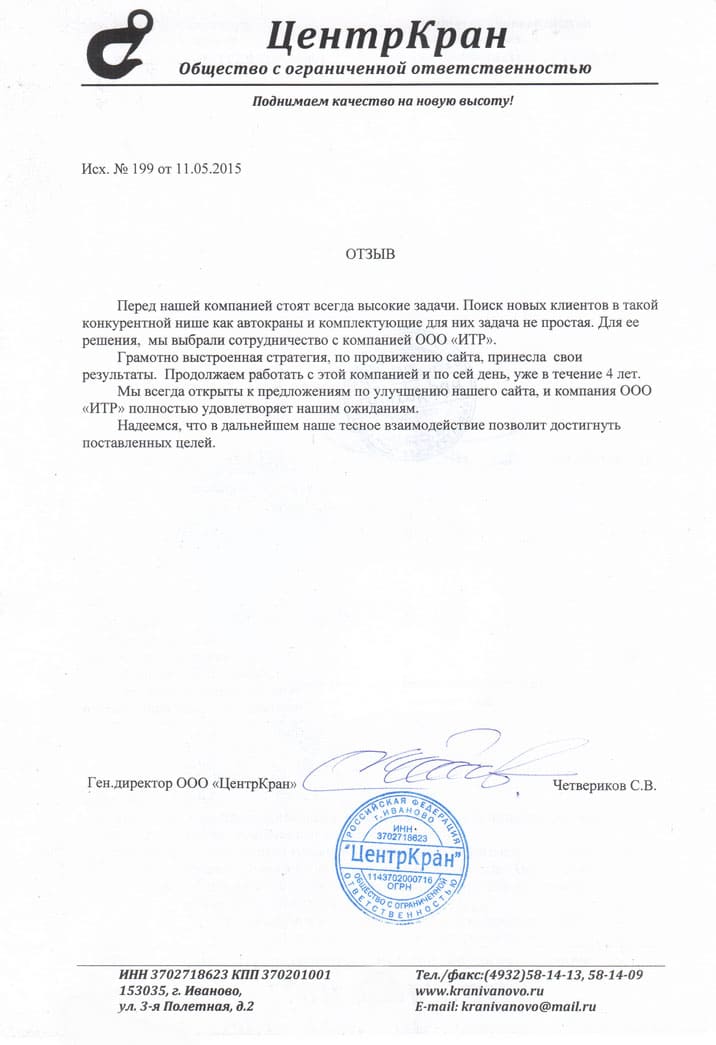 ЦентрКран
Общество с ограниченной ответственностью
Поднимаем качество на новую высоту!
Исх. № 199 от 11.05.2015
ОТЗЫВ
Перед нашей компанией стоят всегда высокие задачи. Поиск новых клиентов в такой
конкурентной нише как автокраны и комплектующие для них задача не простая. Для ее
решения, мы выбрали сотрудничество с компанией ООО «ИТР».
Грамотно выстроенная стратегия, по продвижению сайта, принесла свои
результаты. Продолжаем работать с этой компанией и по сей день, уже в течение 4 лет.
Мы всегда открыты к предложениям по улучшению нашего сайта, и компания ООО
«ИТР» полностью удовлетворяет нашим ожиданиям.
Надеемся, что в дальнейшем наше тесное взаимодействие позволит достигнуть
поставленных целей.
Ген.директор ООО «ЦентрКран»
Четвериков С.В.
РОССИЙСКАЯ ФЕДЕРАЦИЯ
г.ИВАНОВО
ИНН
3702718623
"ЦентрКран"
1143702000716
ОГРН
ОБЩЕСТВО С ОГРАНИЧЕННОЙ
ОТВЕТСТВЕННОСТЬЮ
ИНН 3702718623 КПП 370201001
153035, г. Иваново,
ул. 3-я Полетная, д.2
Тел./факс:(4932)58-14-13, 58-14-09
www.kranivanovo.ru
E-mail: kranivanovo@mail.ru